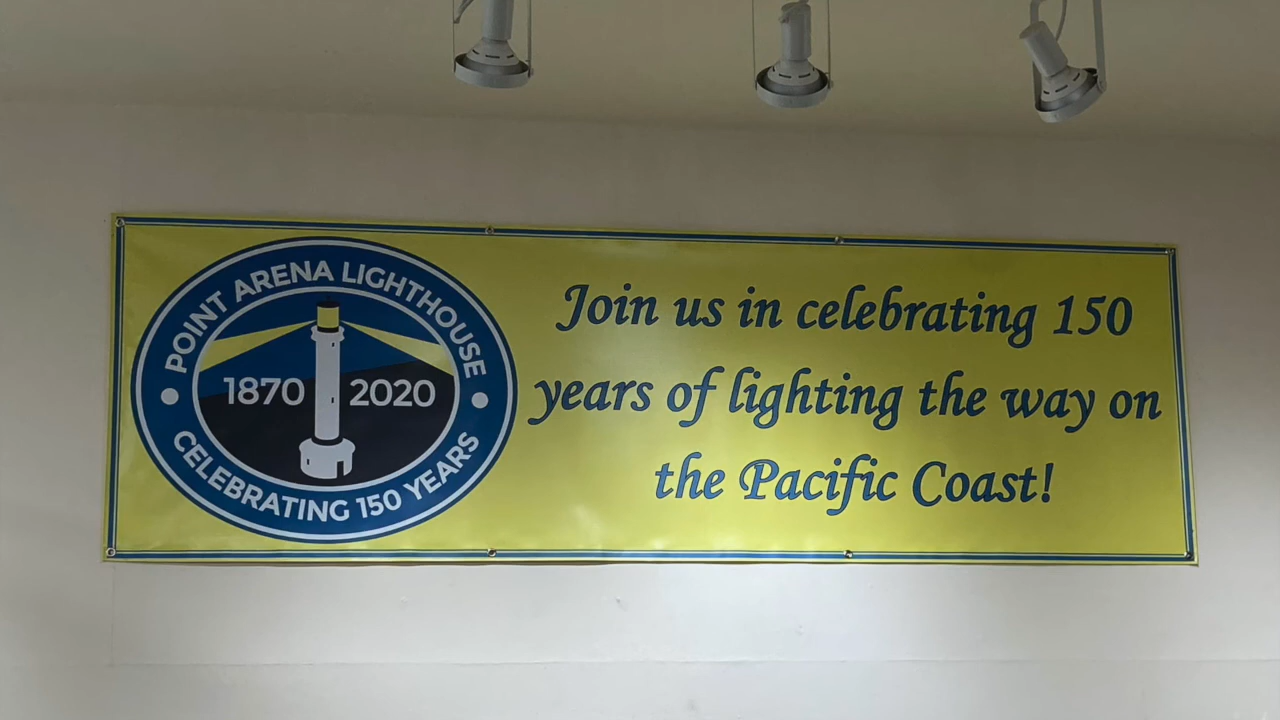 POINT ARENA LIGHTHOUSE
1870 2020
CELEBRATING 150 YEARS
Join us in celebrating 150
years of lighting the way on
the Pacific Coast!